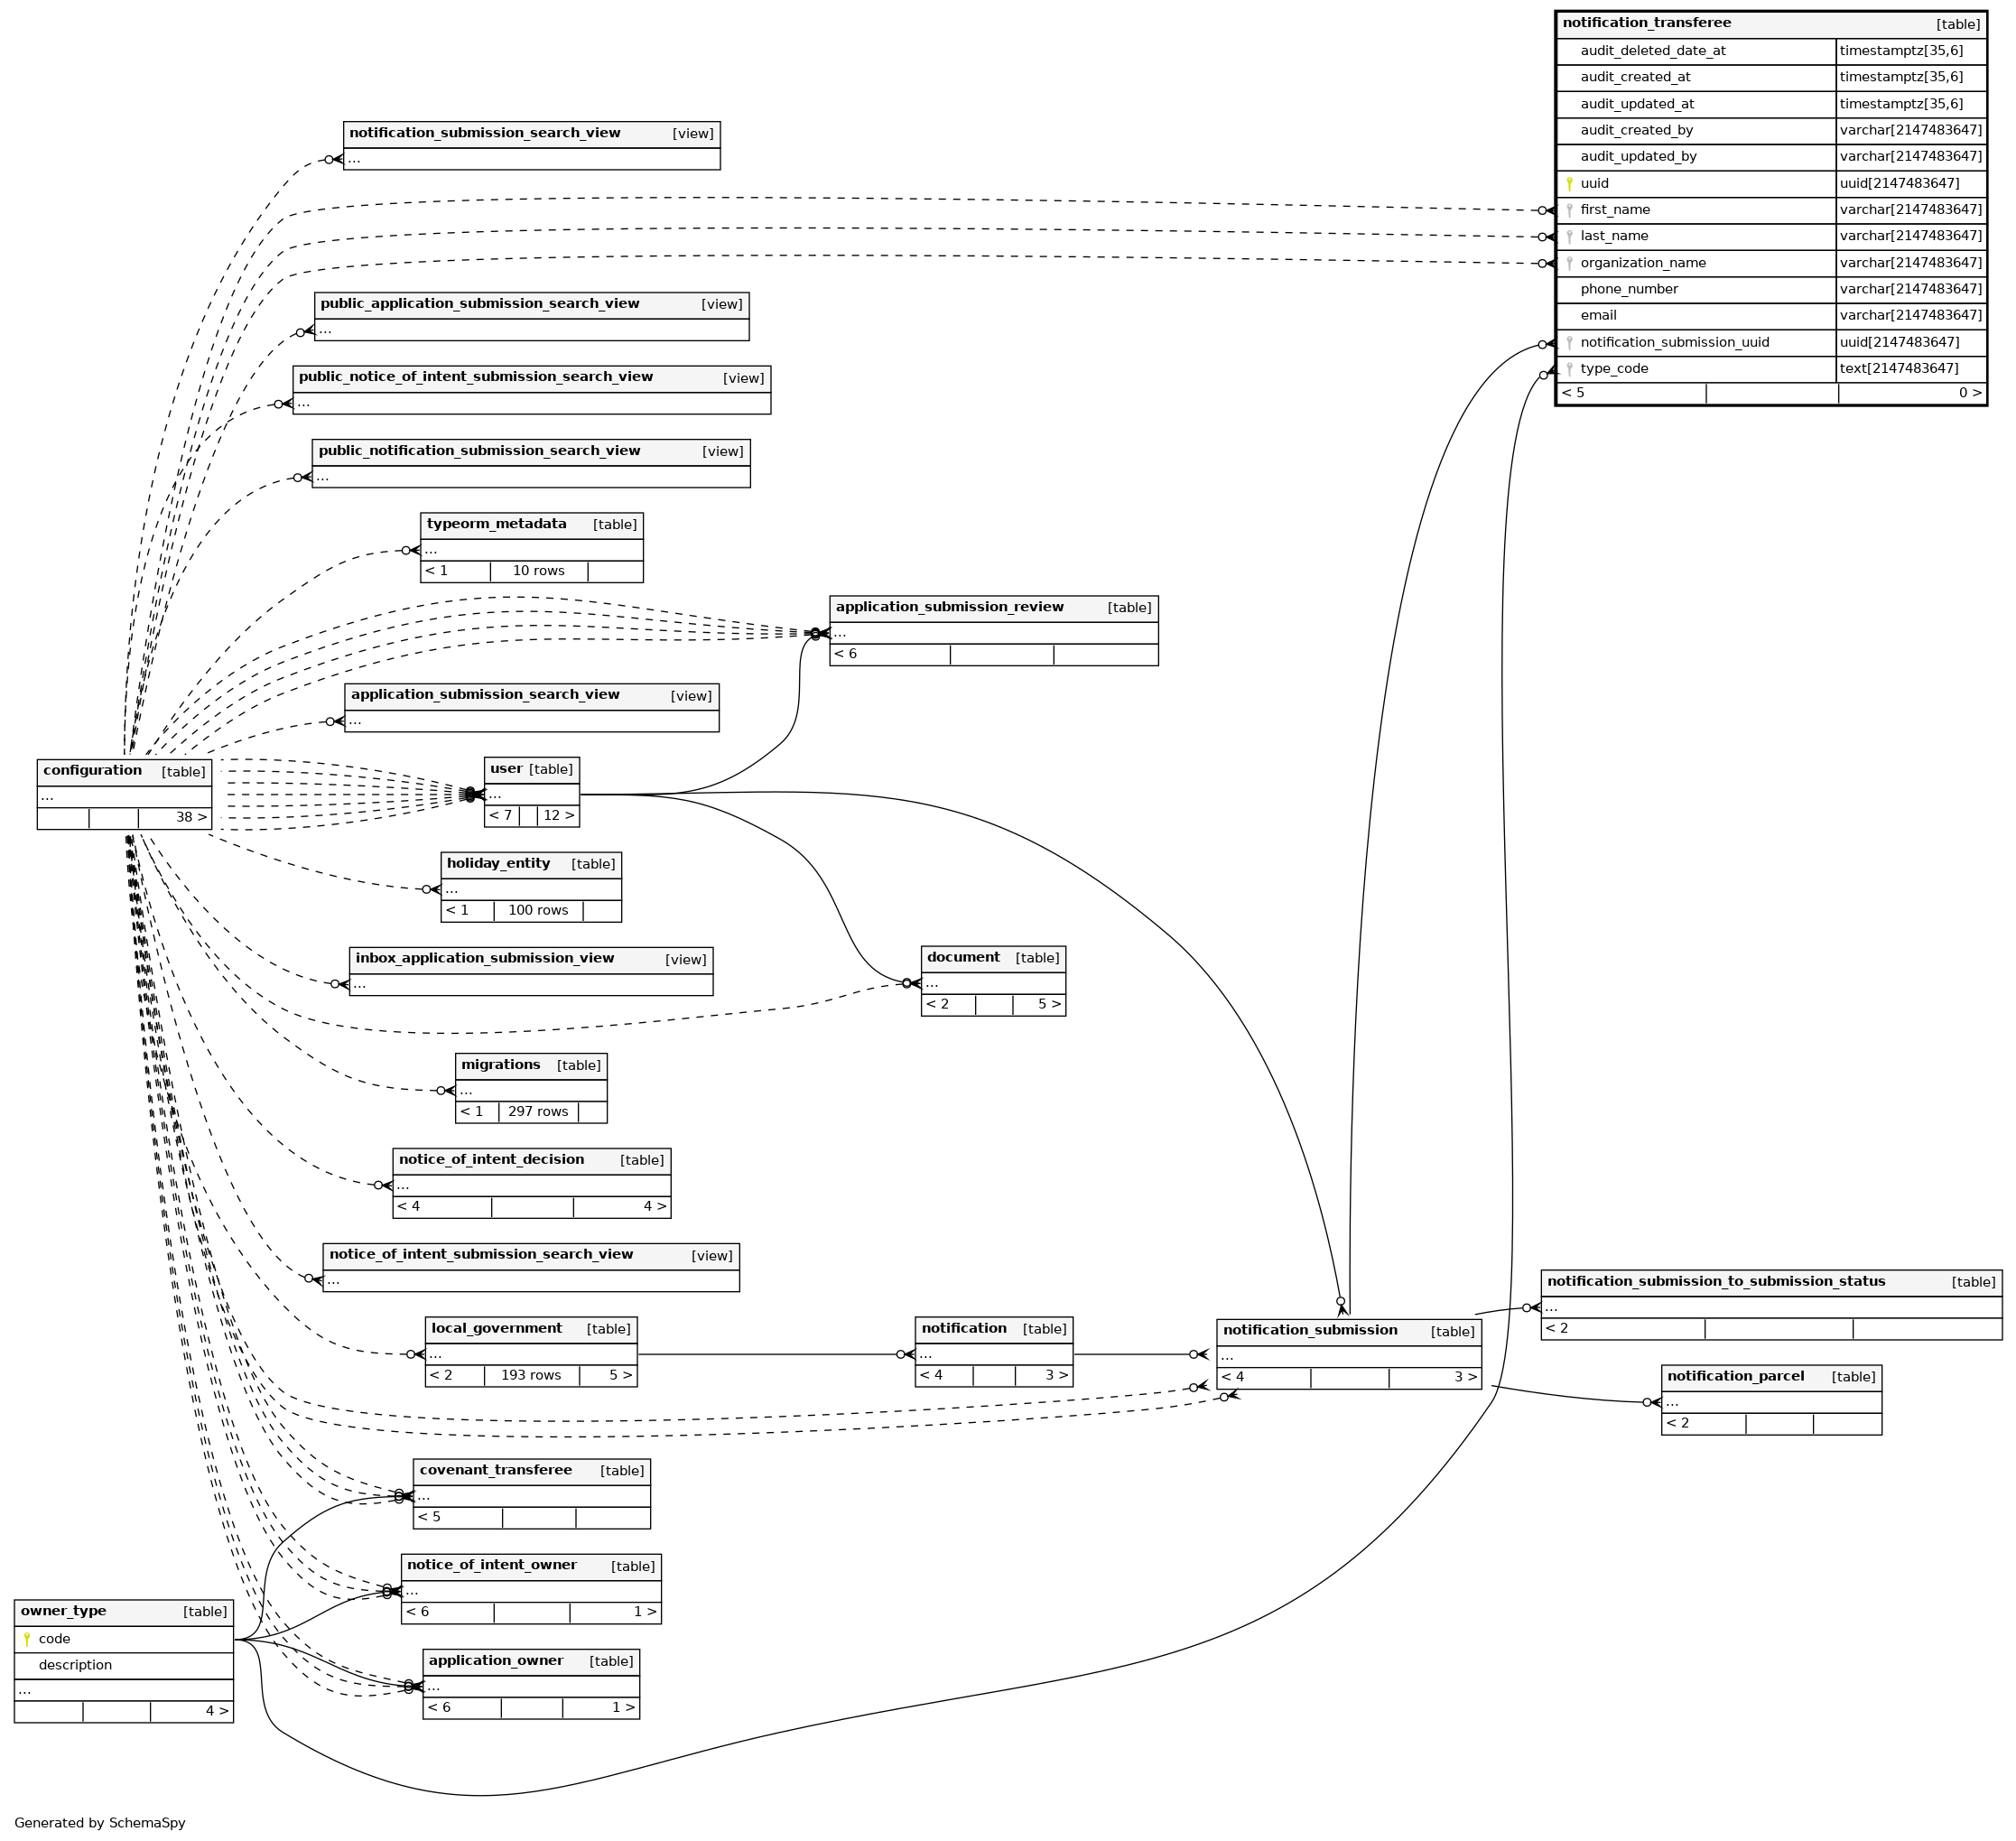 notification_transferee [table]
audit_deleted_date_at timestamptz[35,6]
audit_created_at timestamptz[35,6]
audit_updated_at timestamptz[35,6]
audit_created_by varchar[2147483647]
audit_updated_by varchar[2147483647]
uuid uuid[2147483647]
first_name varchar[2147483647]
last_name varchar[2147483647]
organization_name varchar[2147483647]
phone_number varchar[2147483647]
email varchar[2147483647]
notification_submission_uuid uuid[2147483647]
type_code text[2147483647]
< 5 0 >
notification_submission_search_view [view]
...
public_application_submission_search_view [view]
...
public_notice_of_intent_submission_search_view [view]
...
public_notification_submission_search_view [view]
...
typeorm_metadata [table]
...
< 1 10 rows
application_submission_review [table]
...
< 6
application_submission_search_view [view]
...
configuration [table]
...
38 >
user [table]
...
< 7 12 >
holiday_entity [table]
...
< 1 100 rows
inbox_application_submission_view [view]
...
document [table]
...
< 2 5 >
migrations [table]
...
< 1 297 rows
notice_of_intent_decision [table]
...
< 4 4 >
notice_of_intent_submission_search_view [view]
...
local_government [table]
...
< 2 193 rows 5 >
notification [table]
...
< 4 3 >
notification_submission [table]
...
< 4 3 >
notification_submission_to_submission_status [table]
...
< 2
notification_parcel [table]
...
< 2
covenant_transferee [table]
...
< 5
notice_of_intent_owner [table]
...
< 6 1 >
owner_type [table]
code
description
...
4 >
application_owner [table]
...
< 6 1 >
Generated by SchemaSpy